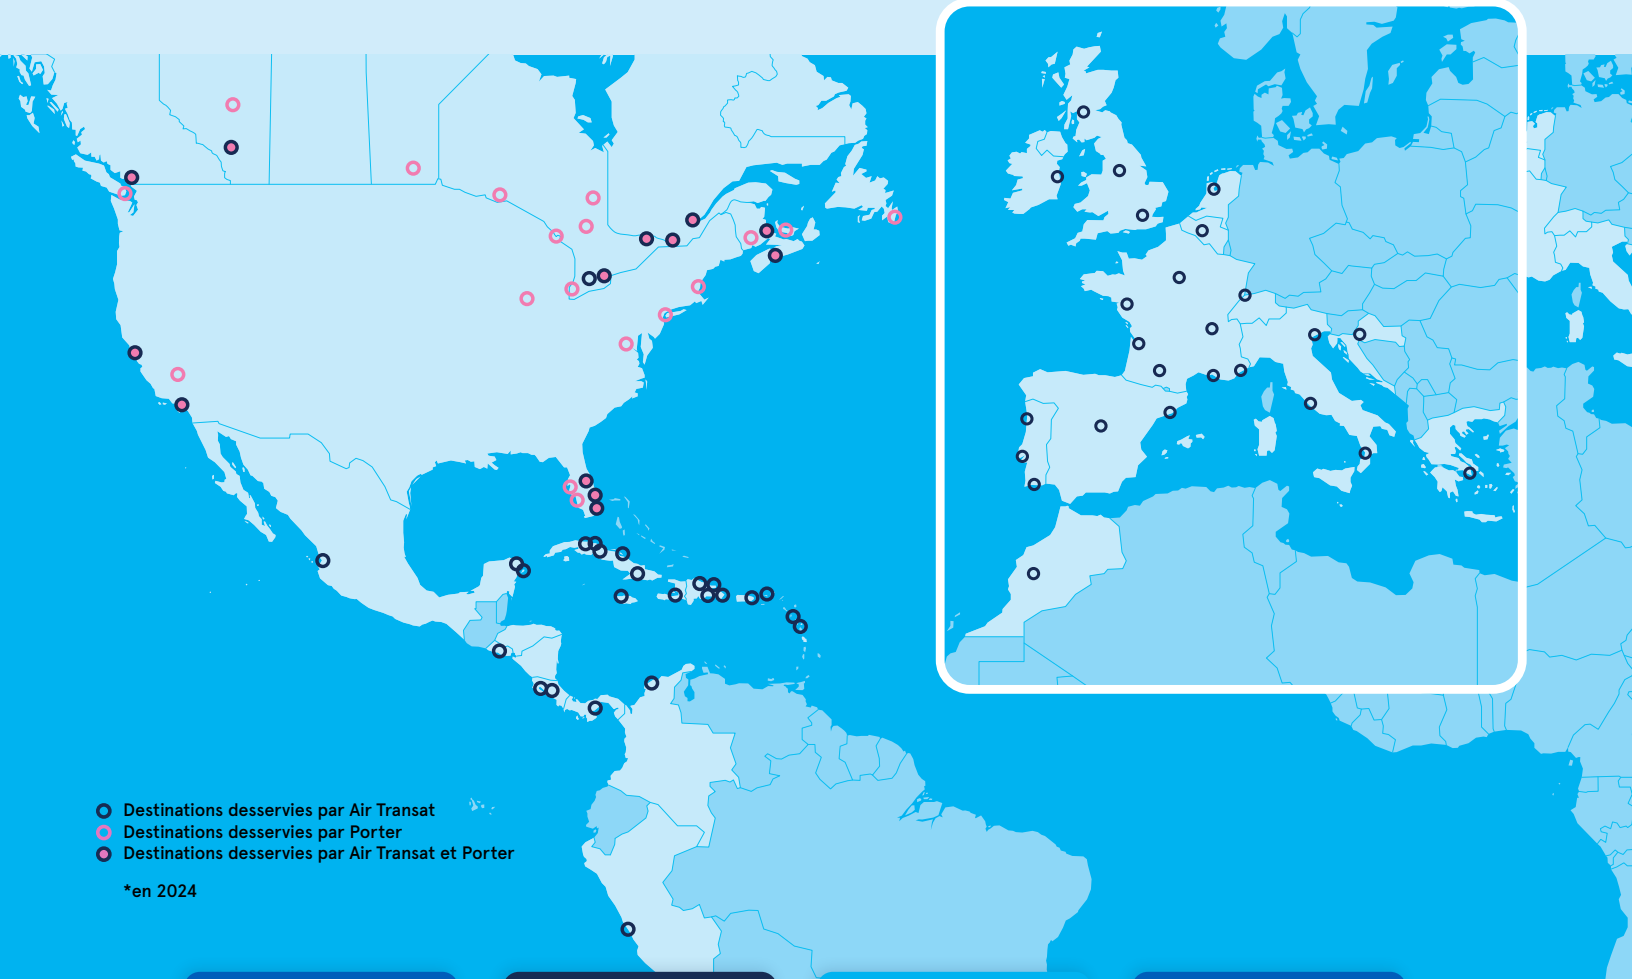 Destinations desservies par Air Transat
Destinations desservies par Porter
Destinations desservies par Air Transat et Porter
*en 2024